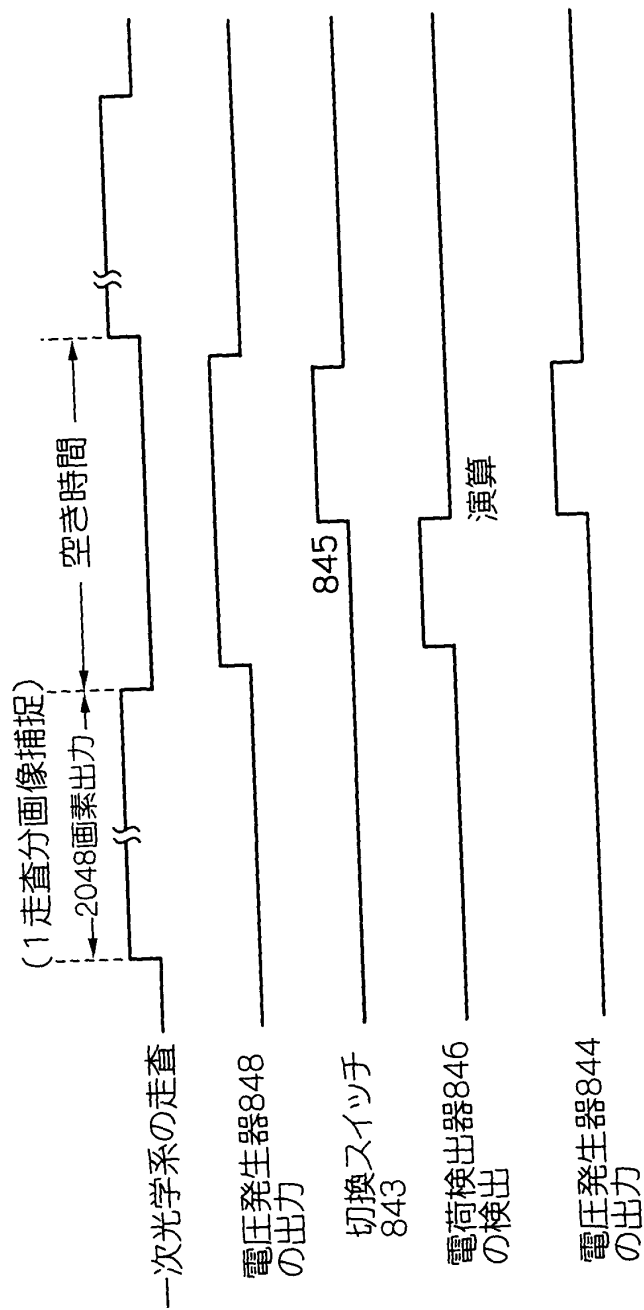 (1走査分画像捕捉)
2048画素出力
空き時間
一次光学系の走査
電圧発生器848
の出力
切換スイッチ
843
845
電荷検出器846
の検出
演算
電圧発生器844
の出力